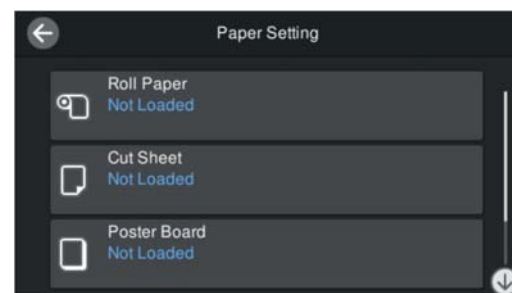 Paper Setting
Roll Paper
Not Loaded
Cut Sheet
Not Loaded
Poster Board
Not Loaded